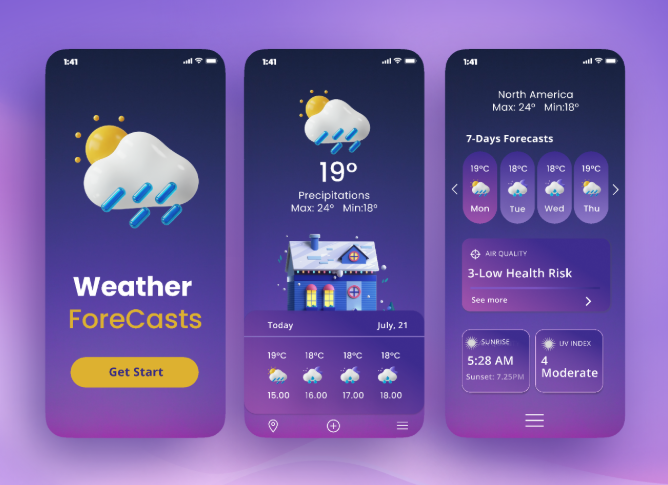 1:41
Weather
ForeCasts
Get Start
1:41
19°
Precipitations
Max: 24° Min:18°
Today July, 21
19°C 18°C 18°C 18°C
15.00 16.00 17.00 18.00
1:41
North America
Max: 24° Min:18°
7-Days Forecasts
19°C 18°C 18°C 19°C
Mon Tue Wed Thu
AIR QUALITY
3-Low Health Risk
See more
SUNRISE
5:28 AM
Sunset: 7.25PM
UV INDEX
4
Moderate